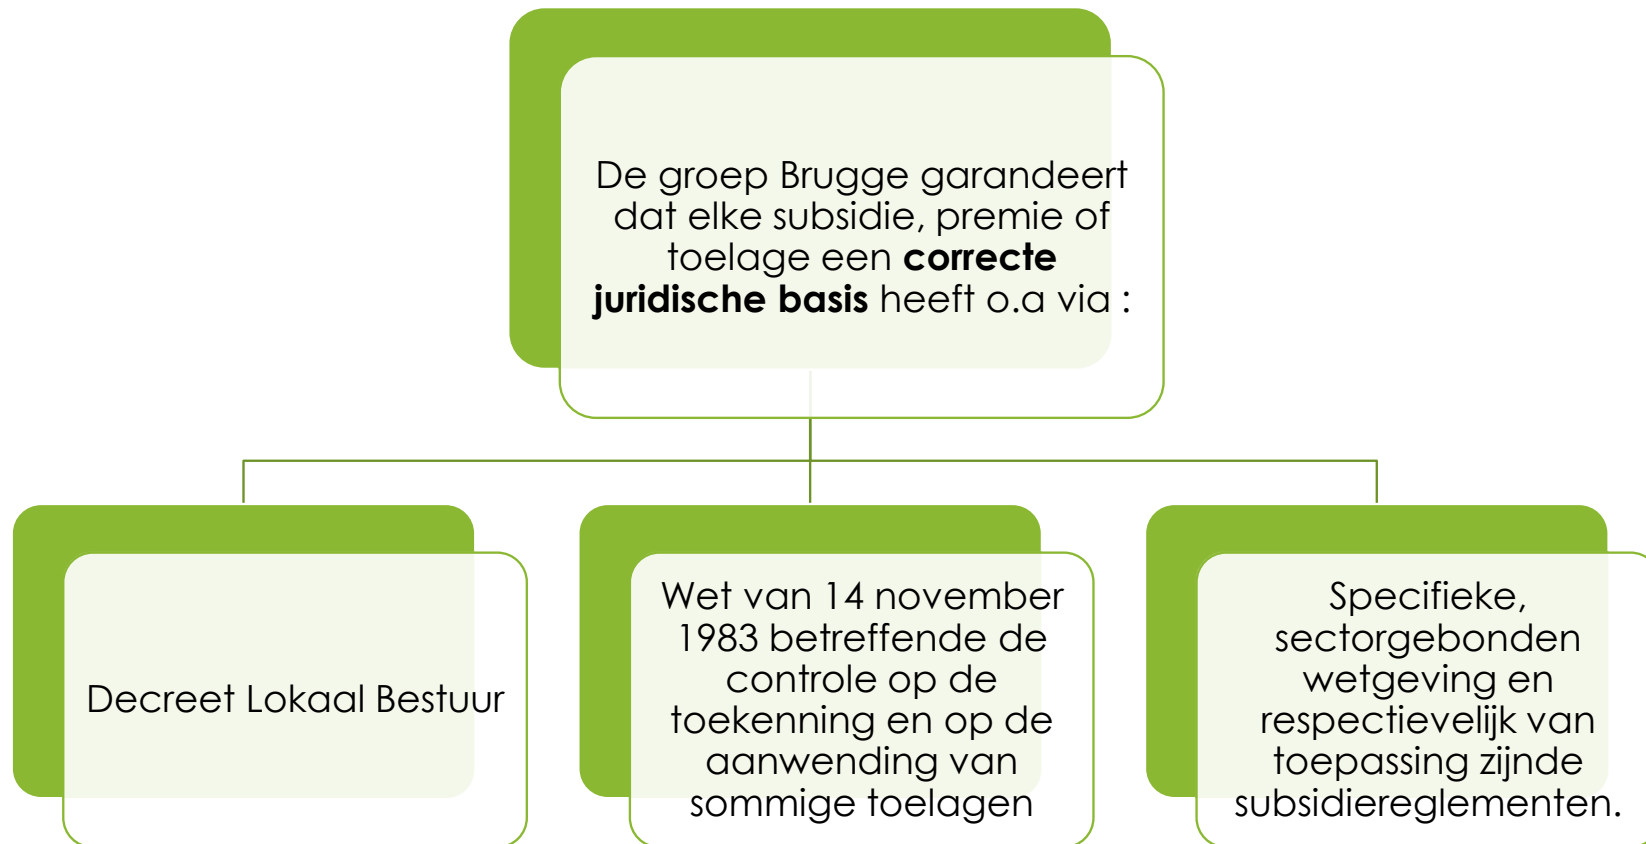 De groep Brugge garandeert
dat elke subsidie, premie of
toelage een correcte
juridische basis heeft o.a via :
Decreet Lokaal Bestuur
Wet van 14 november
1983 betreffende de
controle op de
toekenning en op de
aanwending van
sommige toelagen
Specifieke,
sectorgebonden
wetgeving en
respectievelijk van
toepassing zijnde
subsidiereglementen.